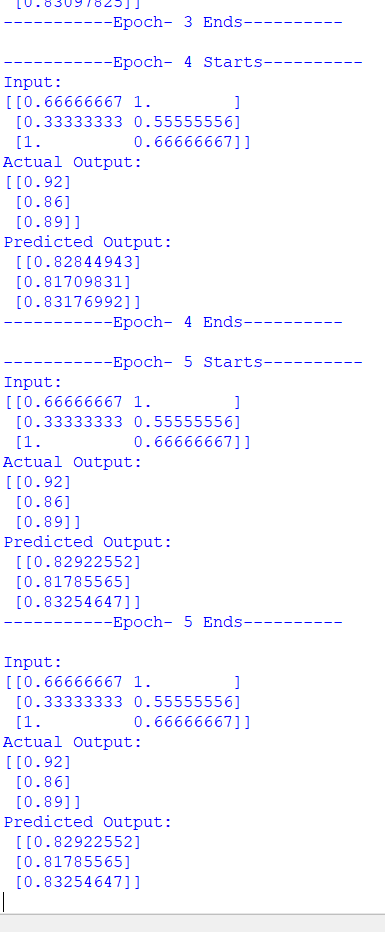 [0.83097825]]
-----------Epoch- 3 Ends----------
-----------Epoch- 4 Starts----------
Input:
[[0.66666667 1.        ]
 [0.33333333 0.55555556]
 [1.         0.66666667]]
Actual Output:
[[0.92]
 [0.86]
 [0.89]]
Predicted Output:
 [[0.82844943]
 [0.81709831]
 [0.83176992]]
-----------Epoch- 4 Ends----------
-----------Epoch- 5 Starts----------
Input:
[[0.66666667 1.        ]
 [0.33333333 0.55555556]
 [1.         0.66666667]]
Actual Output:
[[0.92]
 [0.86]
 [0.89]]
Predicted Output:
 [[0.82922552]
 [0.81785565]
 [0.83254647]]
-----------Epoch- 5 Ends----------
Input:
[[0.66666667 1.        ]
 [0.33333333 0.55555556]
 [1.         0.66666667]]
Actual Output:
[[0.92]
 [0.86]
 [0.89]]
Predicted Output:
 [[0.82922552]
 [0.81785565]
 [0.83254647]]